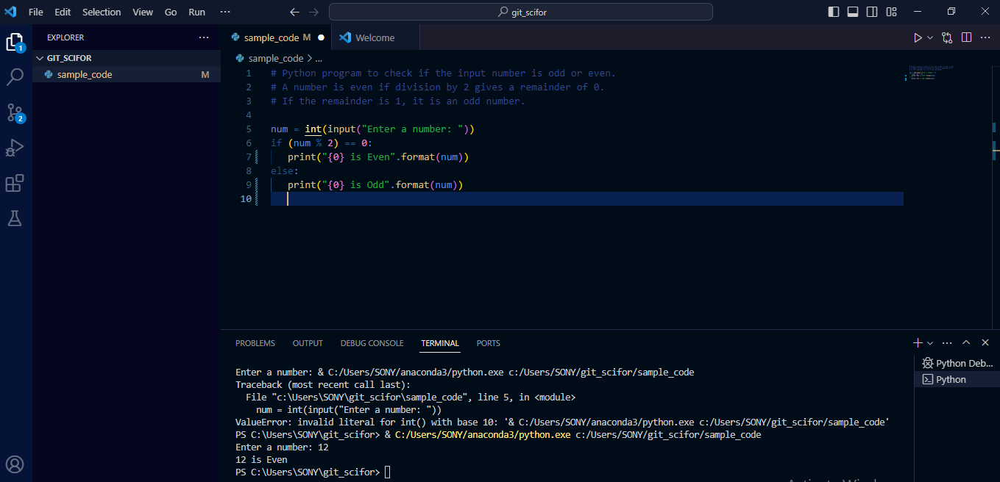 File Edit Selection View Go Run ···
git_scifor
EXPLORER ···
1
GIT_SCIFOR
sample_code M
2
sample_code M ● Welcome
sample_code > ...
1 # Python program to check if the input number is odd or even.
2 # A number is even if division by 2 gives a remainder of 0.
3 # If the remainder is 1, it is an odd number.
4
5 num = int(input("Enter a number: "))
6 if (num % 2) == 0:
7 print("{0} is Even".format(num))
8 else:
9 print("{0} is Odd".format(num))
10
PROBLEMS OUTPUT DEBUG CONSOLE TERMINAL PORTS
Python Deb...
Python
Enter a number: & C:/Users/SONY/anaconda3/python.exe c:/Users/SONY/git_scifor/sample_code
Traceback (most recent call last):
File "c:\Users\SONY\git_scifor\sample_code", line 5, in <module>
num = int(input("Enter a number: "))
ValueError: invalid literal for int() with base 10: '& C:/Users/SONY/anaconda3/python.exe c:/Users/SONY/git_scifor/sample_code'
PS C:\Users\SONY\git_scifor> & C:/Users/SONY/anaconda3/python.exe c:/Users/SONY/git_scifor/sample_code
Enter a number: 12
12 is Even
PS C:\Users\SONY\git_scifor>